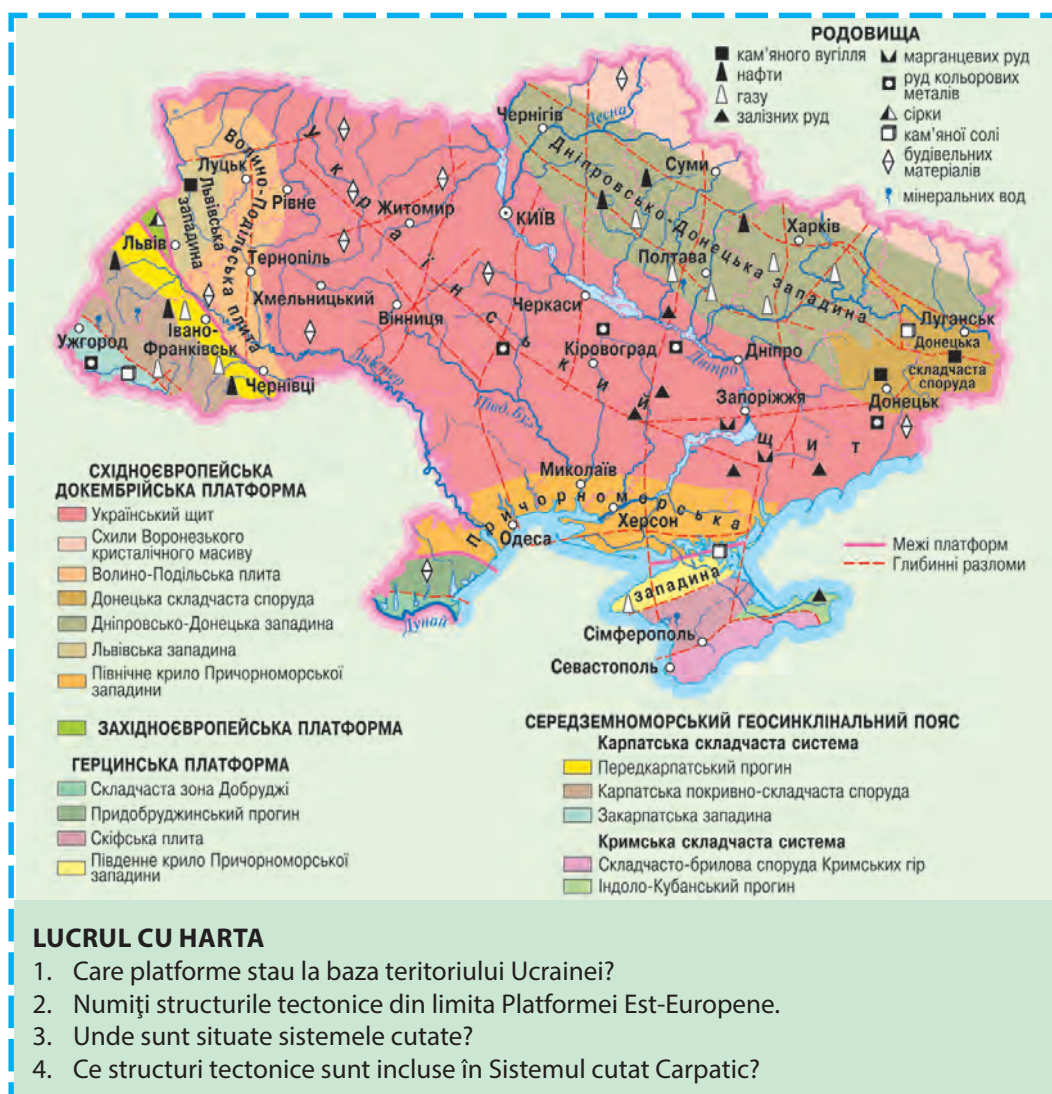 РОДОВИЩА
кам'яного вугілля
нафти
газу
залізних руд
марганцевих руд
руд кольорових
металів
сірки
кам'яної солі
будівельних
матеріалів
мінеральних вод
Чернігів
Десна
Суми
Дніпровсько-Донецька западина
Волино-Подільська плита
Луцьк
Рівне
Львівська
западина
Український щит
Житомир
КИЇВ
Харків
Полтава
Львів
Тернопіль
Хмельницький
Вінниця
Черкаси
Луганськ
Донецька
складчаста
споруда
Ужгород
Івано-
Франківськ
Чернівці
Дністер
Півд. Буг
Кіровоград
Дніпро
Дніпро
Запоріжжя
Донецьк
Миколаїв
Причорноморська
Херсон
Одеса
западина
Дунай
Сімферополь
Севастополь
СХІДНОЄВРОПЕЙСЬКА
ДОКЕМБРІЙСЬКА ПЛАТФОРМА
Український щит
Схили Воронезького
кристалічного масиву
Волино-Подільська плита
Донецька складчаста споруда
Дніпровсько-Донецька западина
Львівська западина
Північне крило Причорноморської
западини
ЗАХІДНОЄВРОПЕЙСЬКА ПЛАТФОРМА
ГЕРЦИНСЬКА ПЛАТФОРМА
Складчаста зона Добруджі
Придобруджинський прогин
Скіфська плита
Південне крило Причорноморської
западини
Межі платформ
Глибинні разломи
СЕРЕДЗЕМНОМОРСЬКИЙ ГЕОСИНКЛІНАЛЬНИЙ ПОЯС
Карпатська складчаста система
Передкарпатський прогин
Карпатська покривно-складчаста споруда
Закарпатська западина
Кримська складчаста система
Складчасто-брилова споруда Кримських гір
Індоло-Кубанський прогин
LUCRUL CU HARTA
1. Care platforme stau la baza teritoriului Ucrainei?
2. Numiţi structurile tectonice din limita Platformei Est-Europene.
3. Unde sunt situate sistemele cutate?
4. Ce structuri tectonice sunt incluse în Sistemul cutat Carpatic?